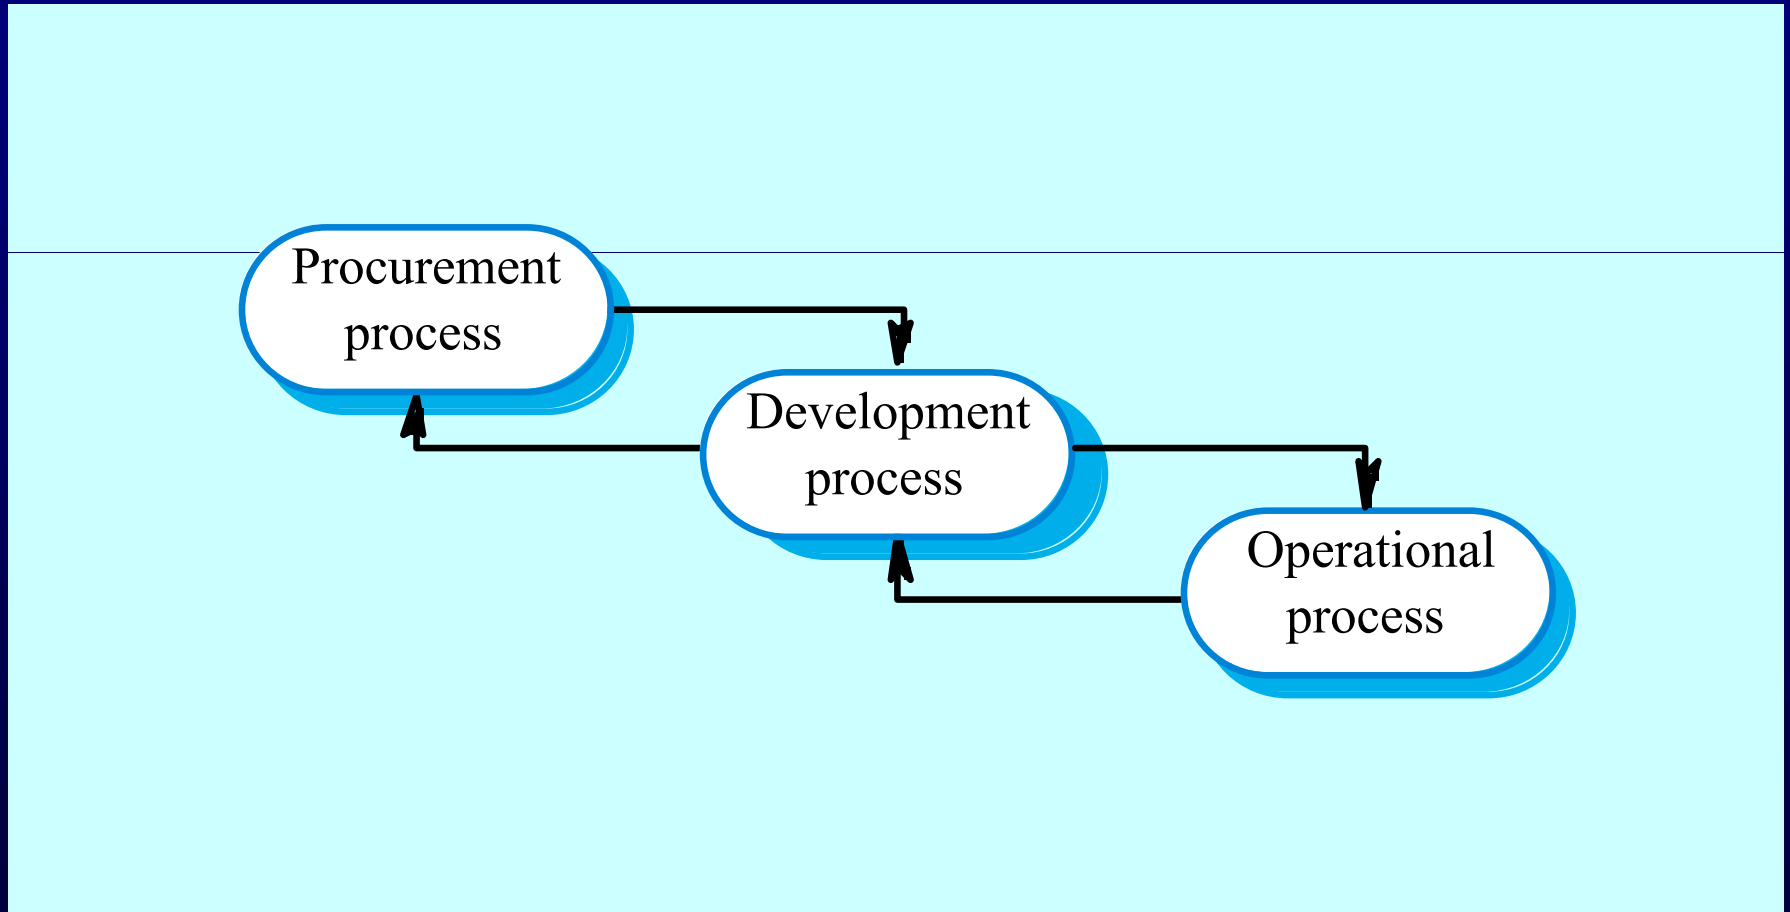 Procurement
process
Development
process
Operational
process